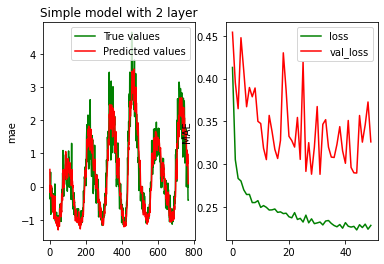 Simple model with 2 layer
True values
Predicted values
mae
4
3
2
1
0
−1
0
200
400
600
800
loss
val_loss
MAE
0.45
0.40
0.35
0.30
0.25
0
20
40